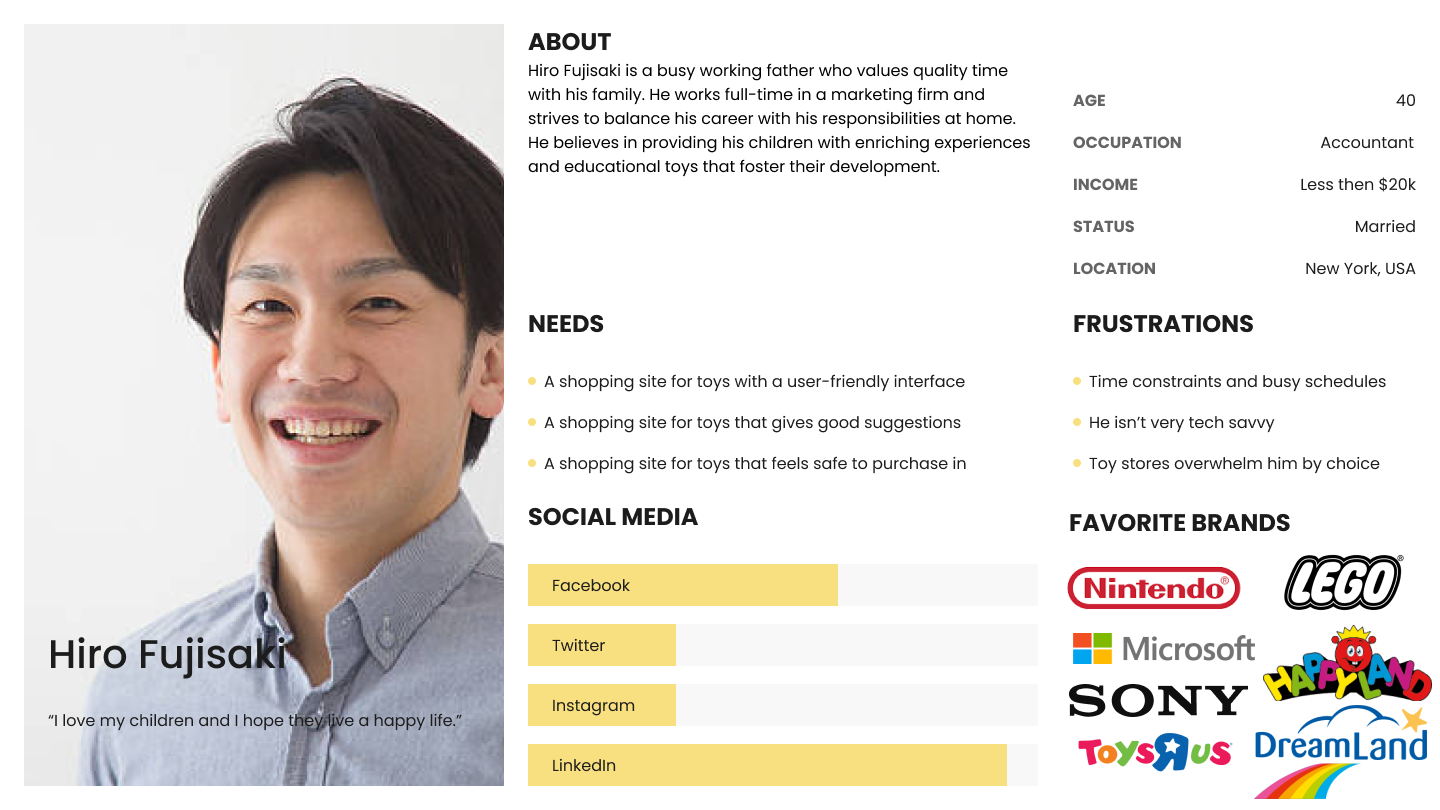 Hiro Fujisaki
“I love my children and I hope they live a happy life.”
ABOUT
Hiro Fujisaki is a busy working father who values quality time
with his family. He works full-time in a marketing firm and
strives to balance his career with his responsibilities at home.
He believes in providing his children with enriching experiences
and educational toys that foster their development.
AGE 40
OCCUPATION Accountant
INCOME Less then $20k
STATUS Married
LOCATION New York, USA
NEEDS
A shopping site for toys with a user-friendly interface
A shopping site for toys that gives good suggestions
A shopping site for toys that feels safe to purchase in
FRUSTRATIONS
Time constraints and busy schedules
He isn’t very tech savvy
Toy stores overwhelm him by choice
SOCIAL MEDIA
Facebook
Twitter
Instagram
LinkedIn
FAVORITE BRANDS
Nintendo®
LEGO®
Microsoft
HAPPYLAND
SONY
ToysЯus
DreamLand